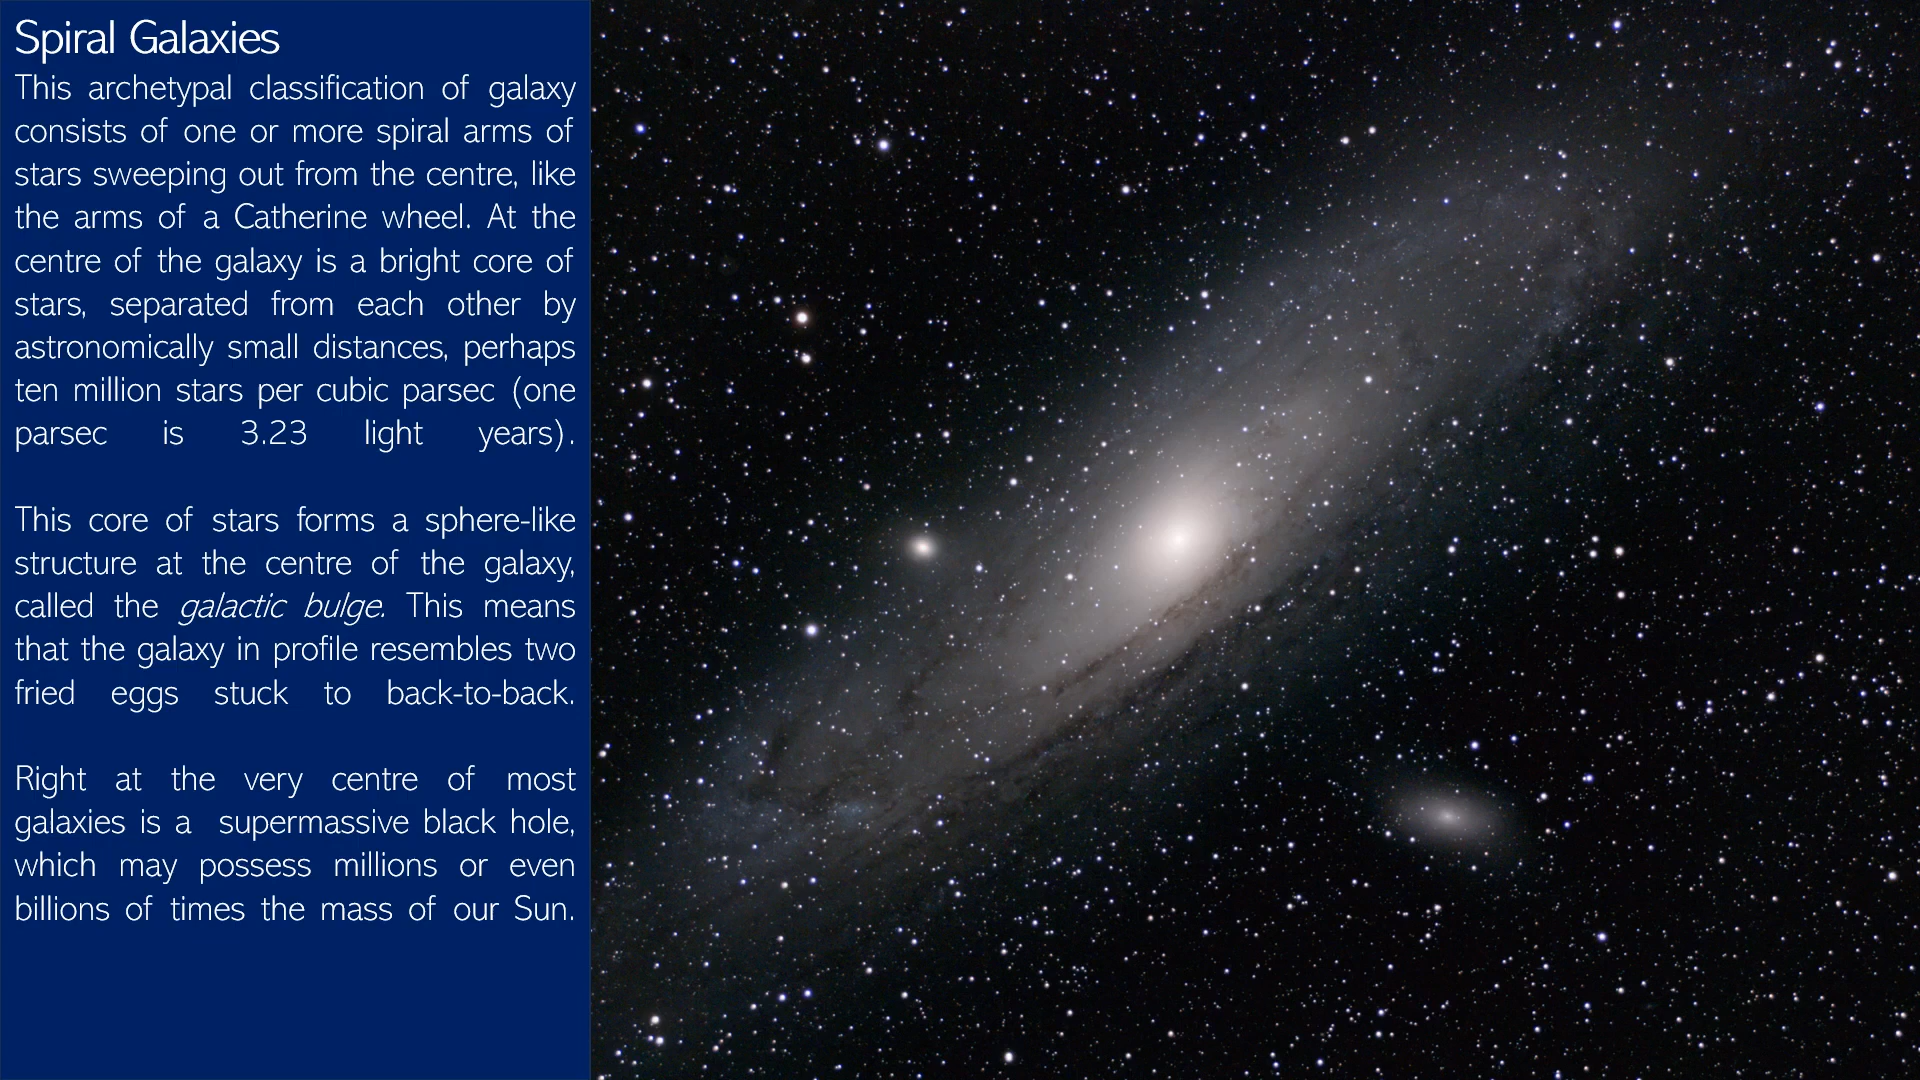 Spiral Galaxies
This archetypal classification of galaxy
consists of one or more spiral arms of
stars sweeping out from the centre, like
the arms of a Catherine wheel. At the
centre of the galaxy is a bright core of
stars, separated from each other by
astronomically small distances, perhaps
ten million stars per cubic parsec (one
parsec is 3.23 light years).
This core of stars forms a sphere-like
structure at the centre of the galaxy,
called the galactic bulge. This means
that the galaxy in profile resembles two
fried eggs stuck to back-to-back.
Right at the very centre of most
galaxies is a supermassive black hole,
which may possess millions or even
billions of times the mass of our Sun.